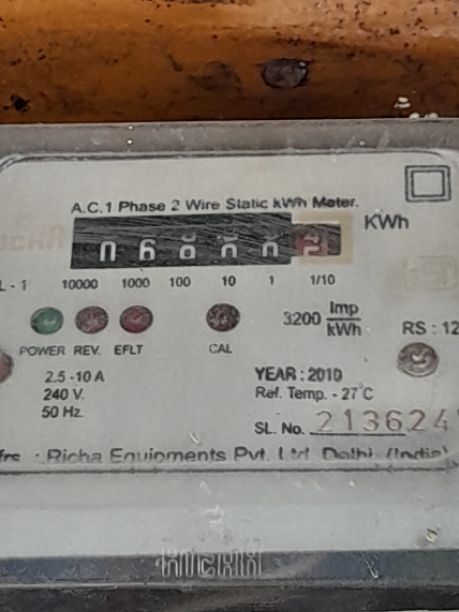 A.C.1 Phase 2 Wire Static kWh Meter.
KWh
10000 1000 100 10 1 1/10
3200 Imp/kWh
RS : 12
POWER REV. EFLT CAL
2.5 -10 A
240 V.
50 Hz.
YEAR : 2010
Ref. Temp. - 27°C
SL. No. 213624
: Richa Equipments Pvt. Ltd. Delhi (India)